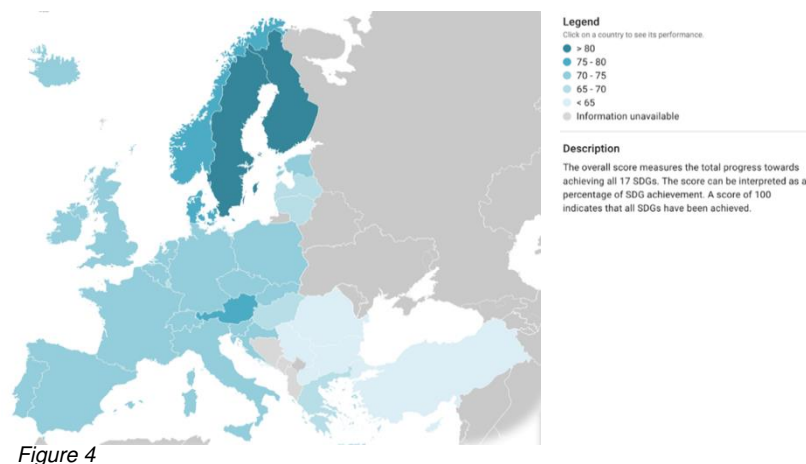 Legend
Click on a country to see its performance.
> 80
75 - 80
70 - 75
65 - 70
< 65
Information unavailable
Description
The overall score measures the total progress towards
achieving all 17 SDGs. The score can be interpreted as a
percentage of SDG achievement. A score of 100
indicates that all SDGs have been achieved.
Figure 4